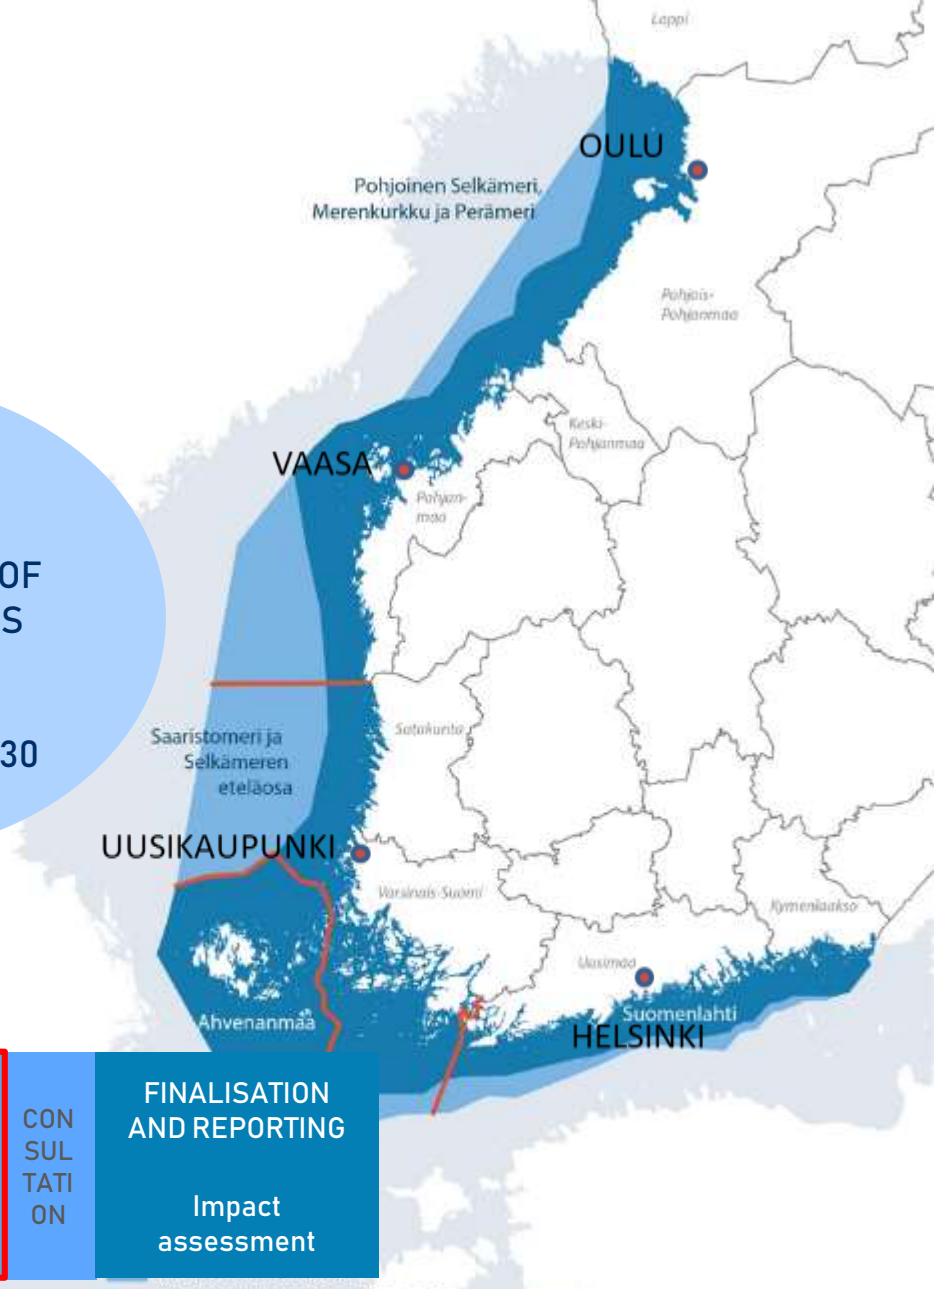 Lappi
OULU
Pohjoinen Selkämeri,
Merenkurkku ja Perämeri
Pohjois-
Pohjanmaa
Keski-
Pohjanmaa
VAASA
Pohjan-
maa
OF
S
30
Satakunta
Saaristomeri ja
Selkämeren
eteläosa
UUSIKAUPUNKI
Varsinais-Suomi
Kymenlaakso
Uusimaa
Suomenlahti
HELSINKI
Ahvenanmaa
CON
SUL
TATI
ON
FINALISATION
AND REPORTING
Impact
assessment